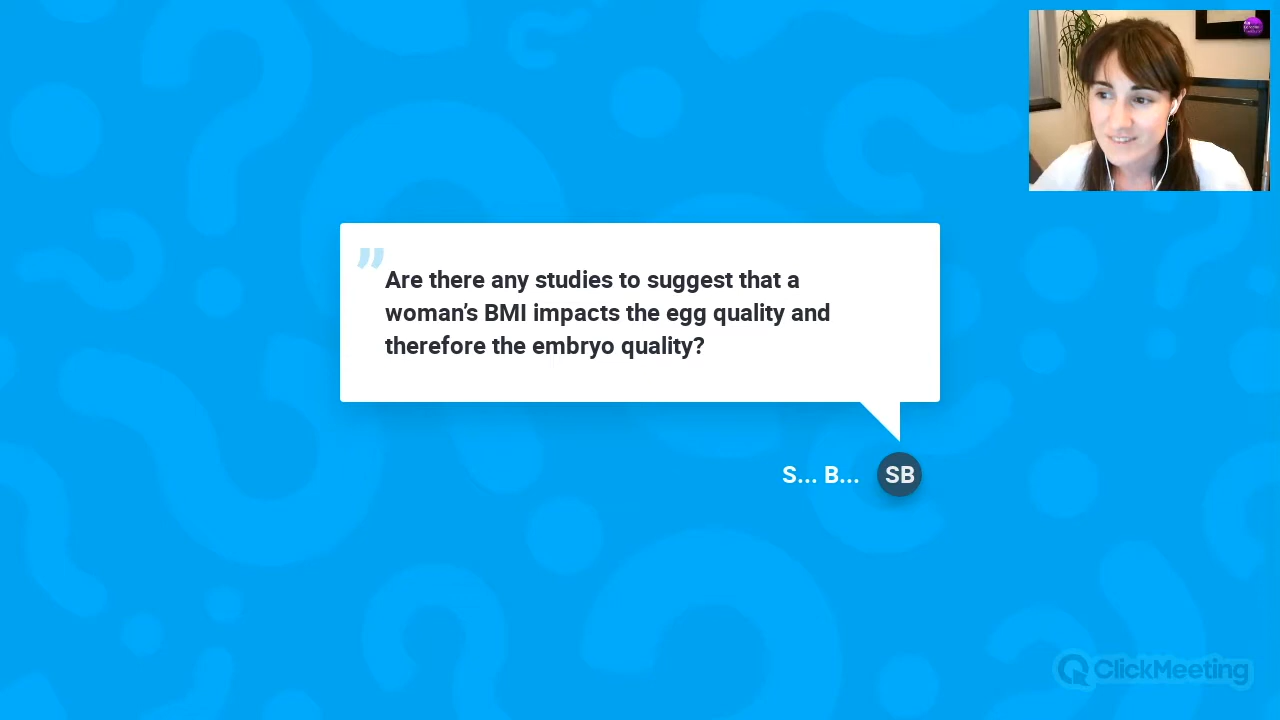 ”
Are there any studies to suggest that a
woman’s BMI impacts the egg quality and
therefore the embryo quality?
S... B... SB
ClickMeeting